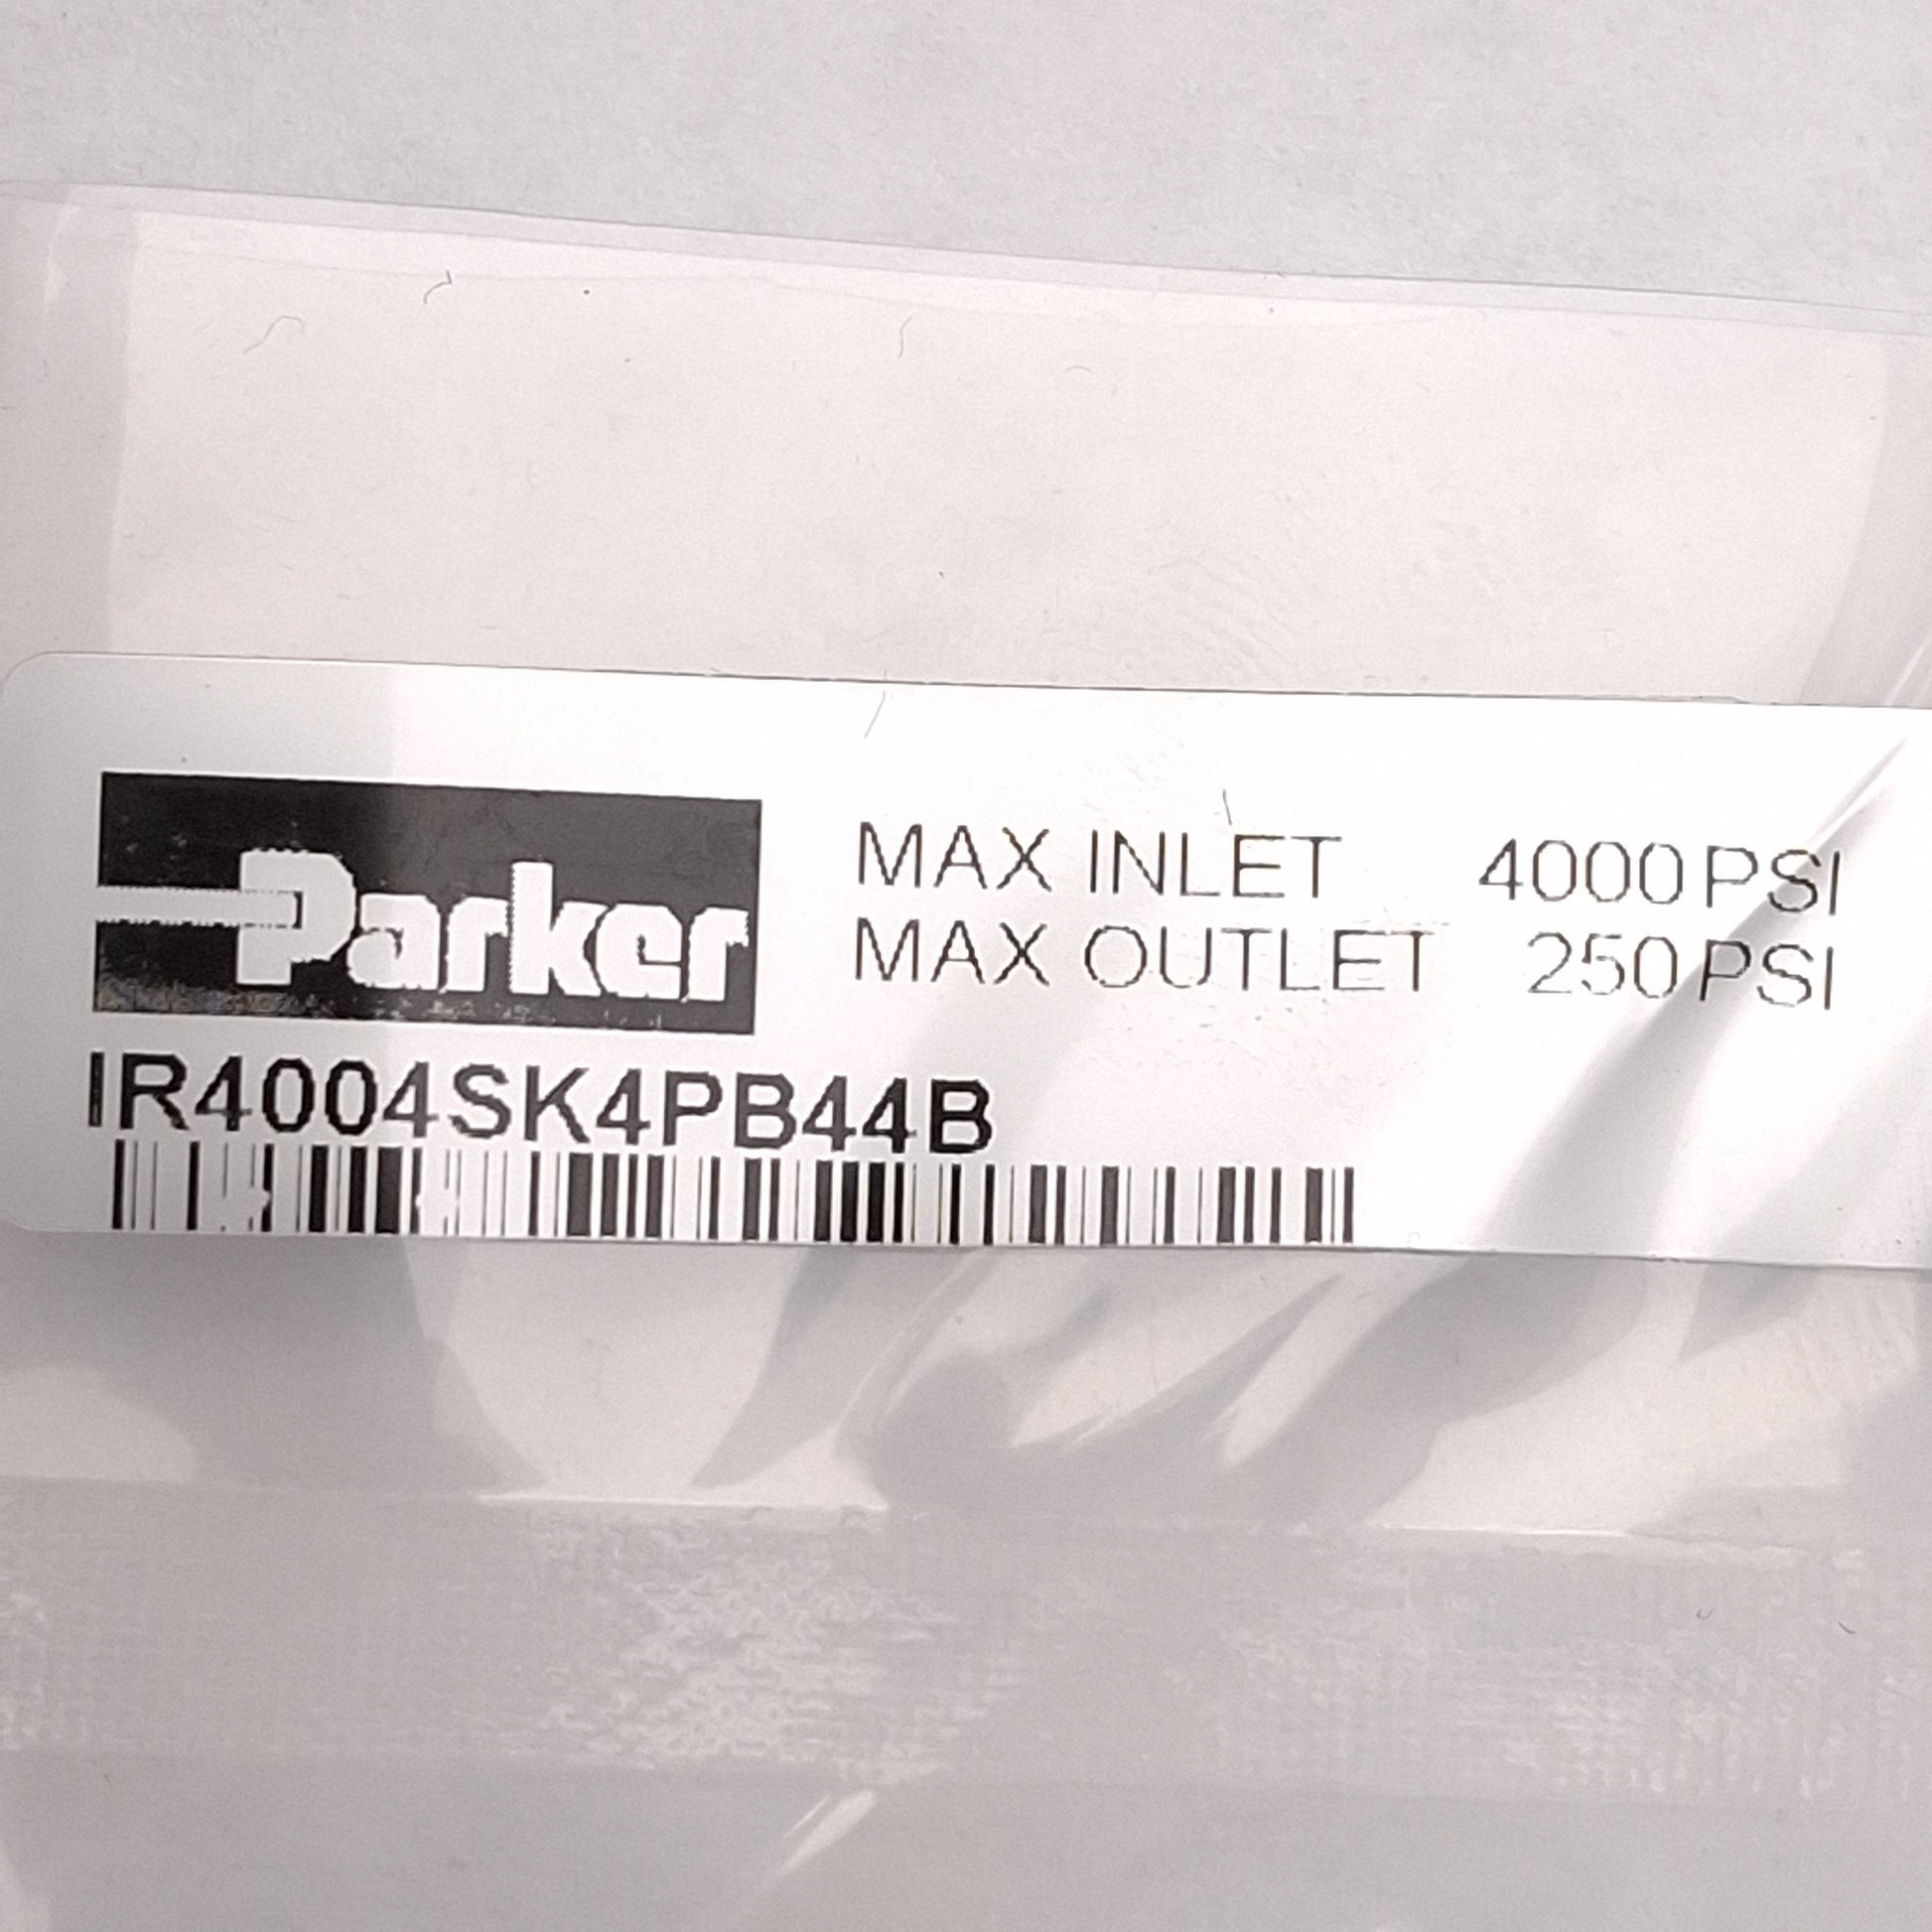 Parker
MAX INLET 4000 PSI
MAX OUTLET 250 PSI
IR4004SK4PB44B